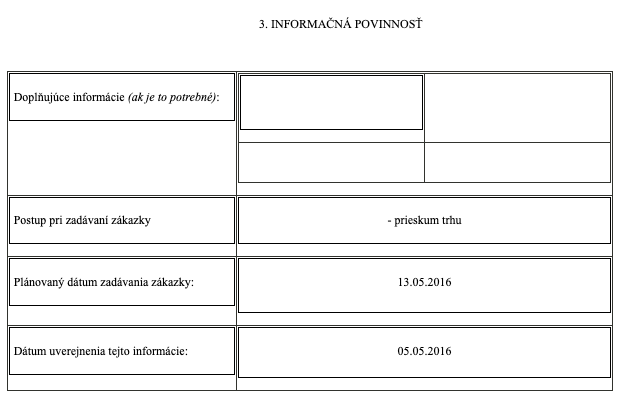 3. INFORMAČNÁ POVINNOSŤ
Doplňujúce informácie (ak je to potrebné):
Postup pri zadávaní zákazky
- prieskum trhu
Plánovaný dátum zadávania zákazky:
13.05.2016
Dátum uverejnenia tejto informácie:
05.05.2016